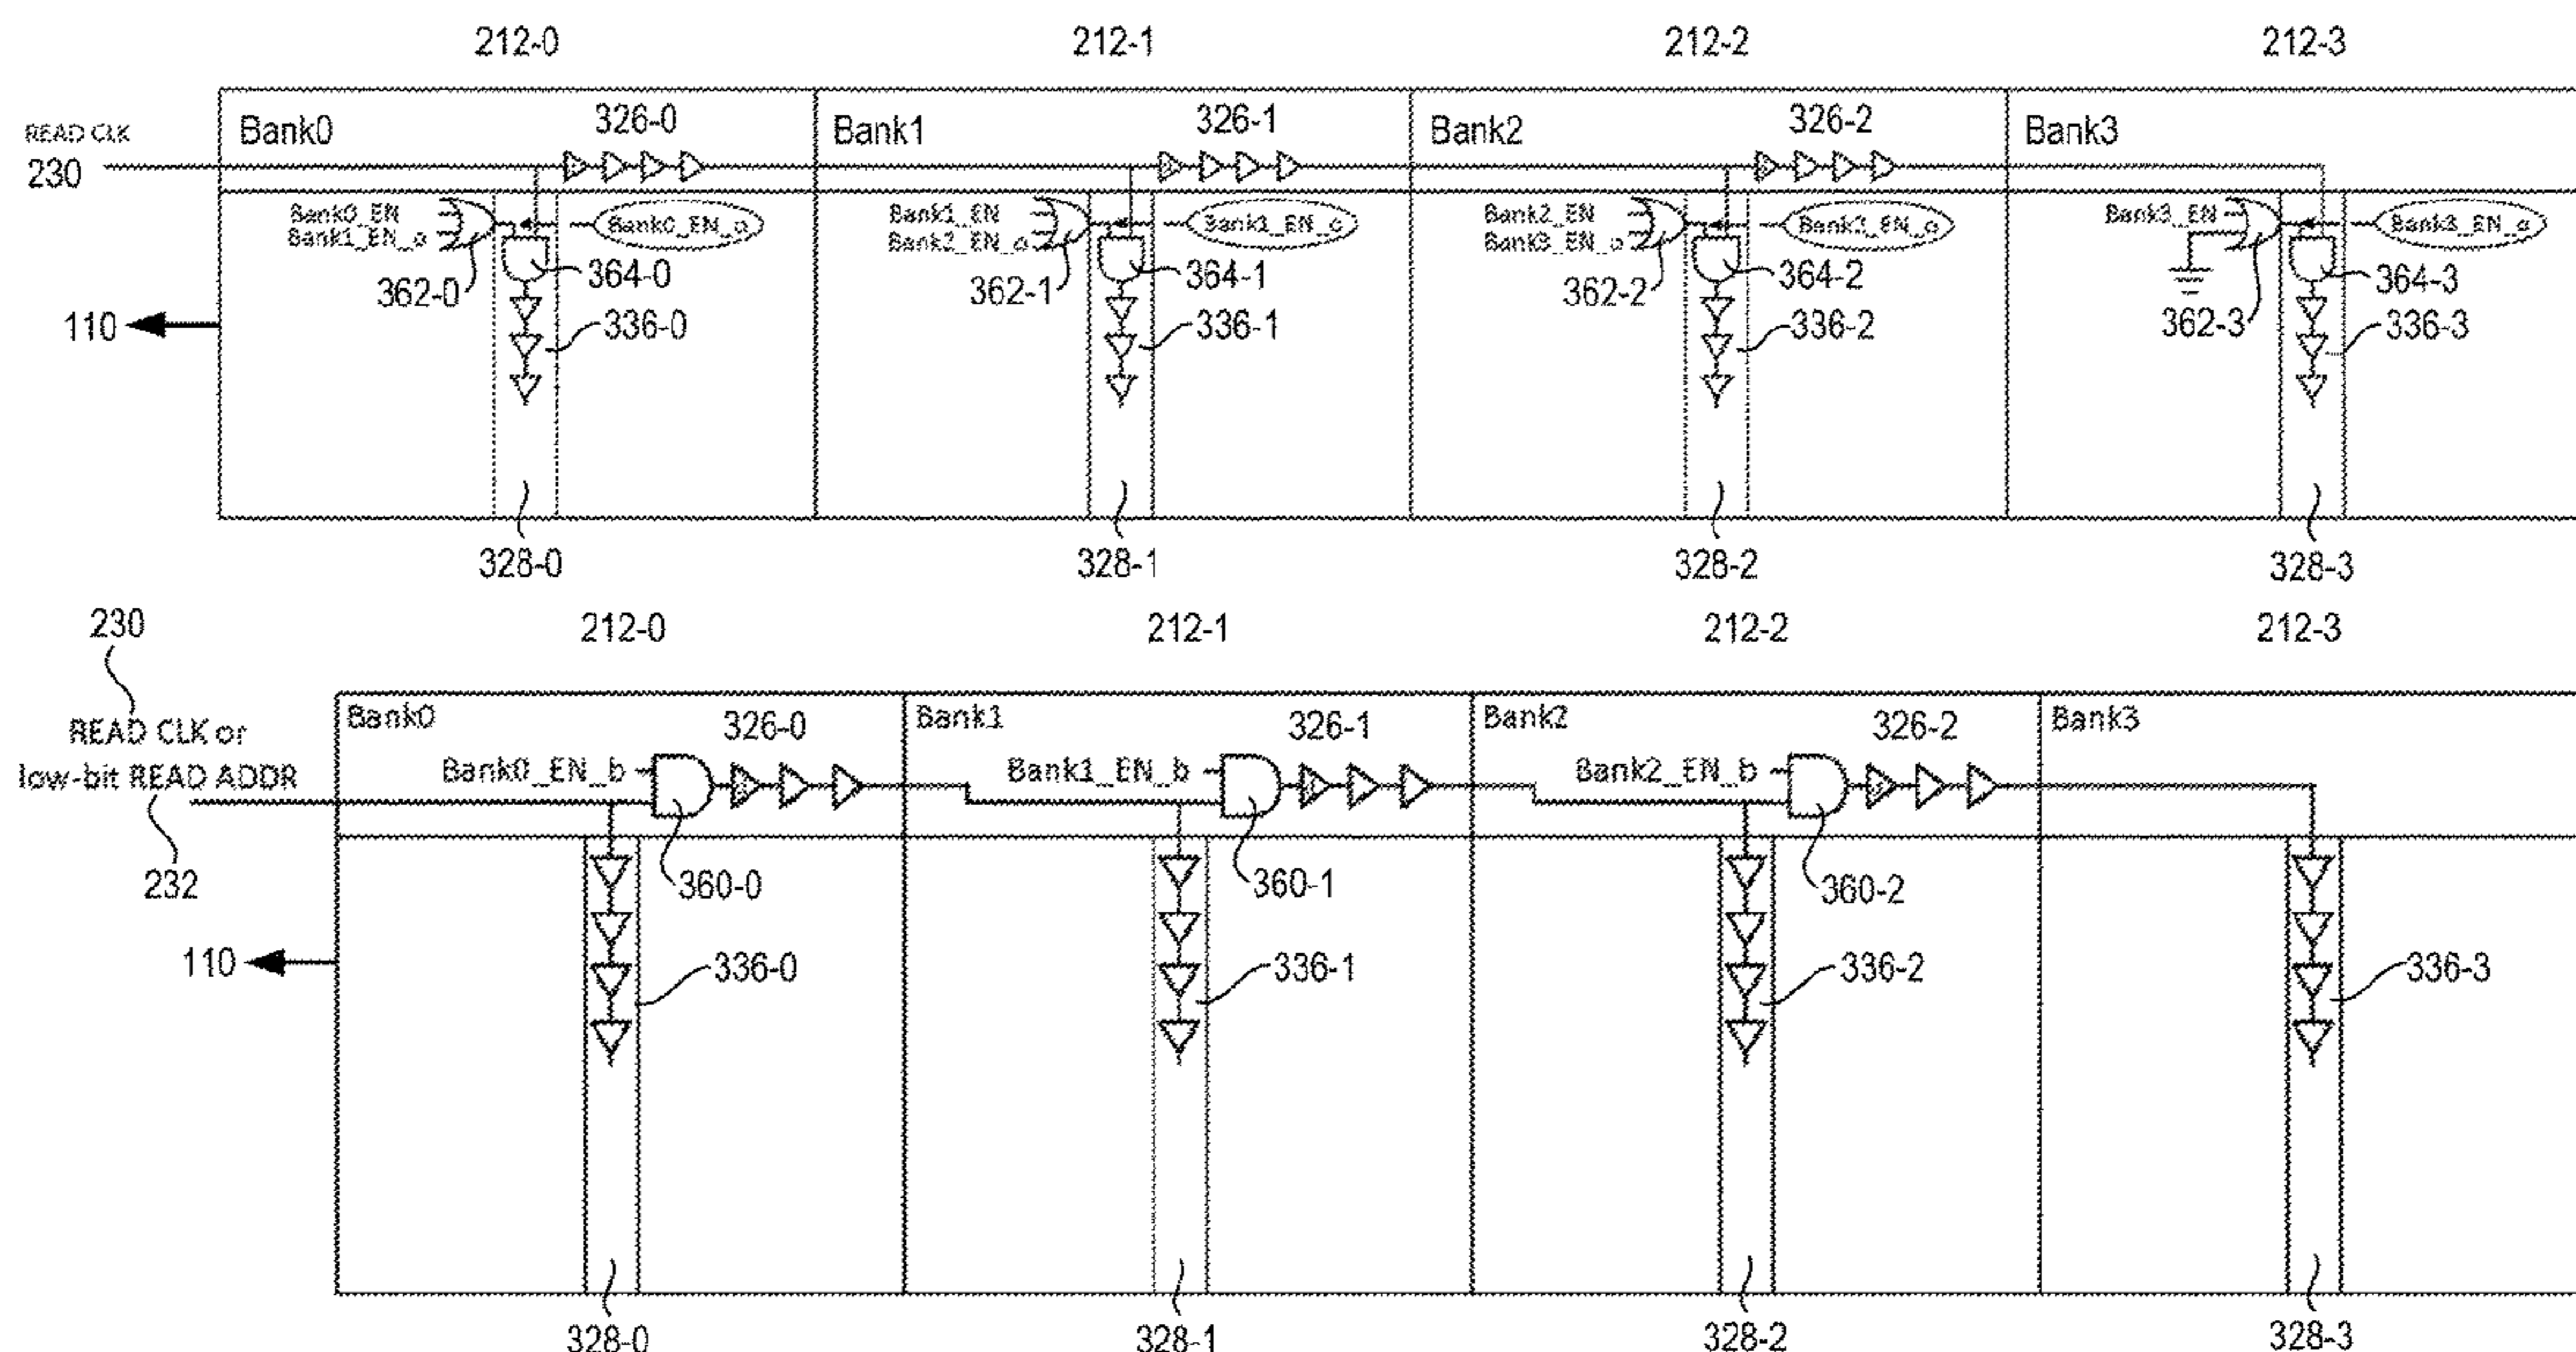 212-0 212-1 212-2 212-3
326-0 326-1 326-2
Bank0 Bank1 Bank2 Bank3
READ CLK
230
Bank0_EN Bank0_EN_o Bank1_EN Bank1_EN_o Bank2_EN Bank2_EN_o Bank3_EN Bank3_EN_o
Bank1_EN_o Bank2_EN_o Bank3_EN_o
362-0 364-0 362-1 364-1 362-2 364-2 362-3 364-3
110 336-0 336-1 336-2 336-3
328-0 328-1 328-2 328-3
230 212-0 212-1 212-2 212-3
Bank0 326-0 Bank1 326-1 Bank2 326-2 Bank3
READ CLK or
low-bit READ ADDR Bank0_EN_b Bank1_EN_b Bank2_EN_b
232 360-0 360-1 360-2
110 336-0 336-1 336-2 336-3
328-0 328-1 328-2 328-3